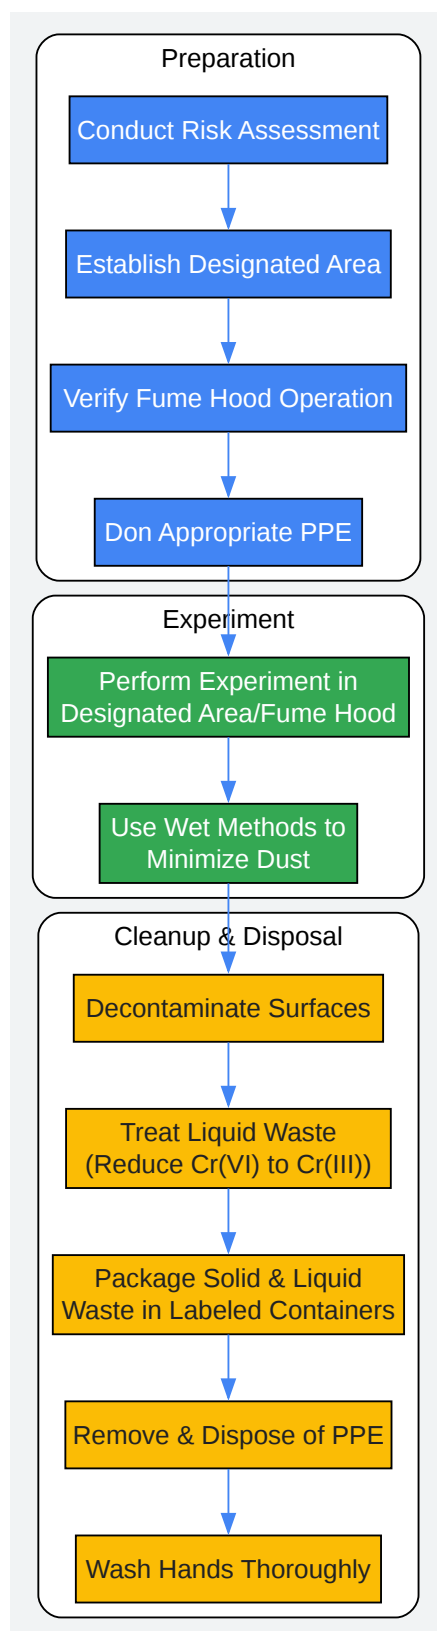 Preparation
Conduct Risk Assessment
Establish Designated Area
Verify Fume Hood Operation
Don Appropriate PPE
Experiment
Perform Experiment in
Designated Area/Fume Hood
Use Wet Methods to
Minimize Dust
Cleanup & Disposal
Decontaminate Surfaces
Treat Liquid Waste
(Reduce Cr(VI) to Cr(III))
Package Solid & Liquid
Waste in Labeled Containers
Remove & Dispose of PPE
Wash Hands Thoroughly